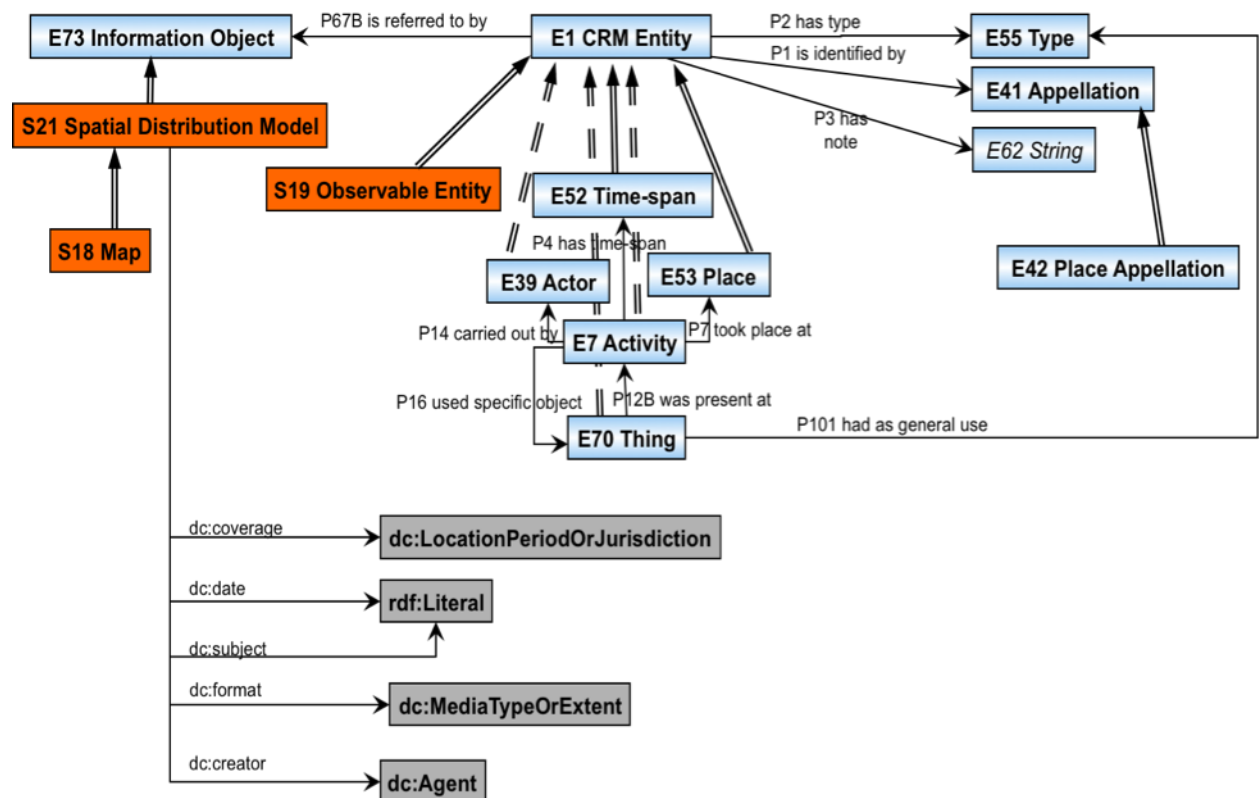 P67B is referred to by
P2 has type
E73 Information Object
E1 CRM Entity
E55 Type
P1 is identified by
E41 Appellation
S21 Spatial Distribution Model
P3 has
note
E62 String
S19 Observable Entity
E52 Time-span
S18 Map
P4 has time-span
E39 Actor
E53 Place
E42 Place Appellation
P14 carried out by
E7 Activity
P7 took place at
P16 used specific object
P12B was present at
E70 Thing
P101 had as general use
dc:coverage
dc:LocationPeriodOrJurisdiction
dc:date
rdf:Literal
dc:subject
dc:format
dc:MediaTypeOrExtent
dc:creator
dc:Agent